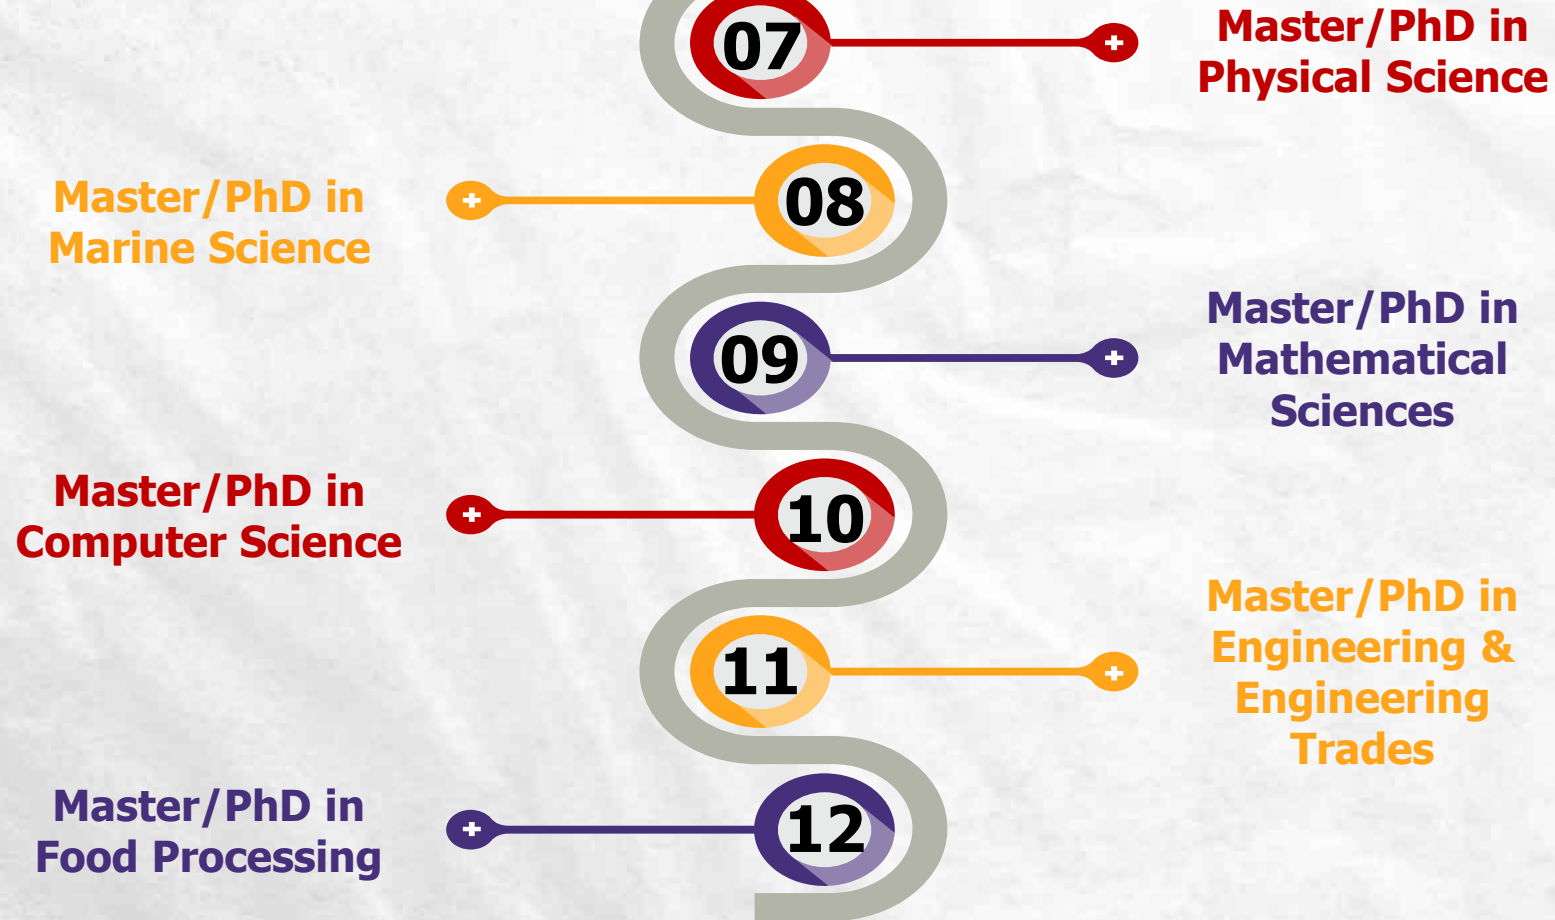 07
Master/PhD in
Physical Science
Master/PhD in
Marine Science
08
09
Master/PhD in
Mathematical
Sciences
Master/PhD in
Computer Science
10
11
Master/PhD in
Engineering &
Engineering
Trades
Master/PhD in
Food Processing
12